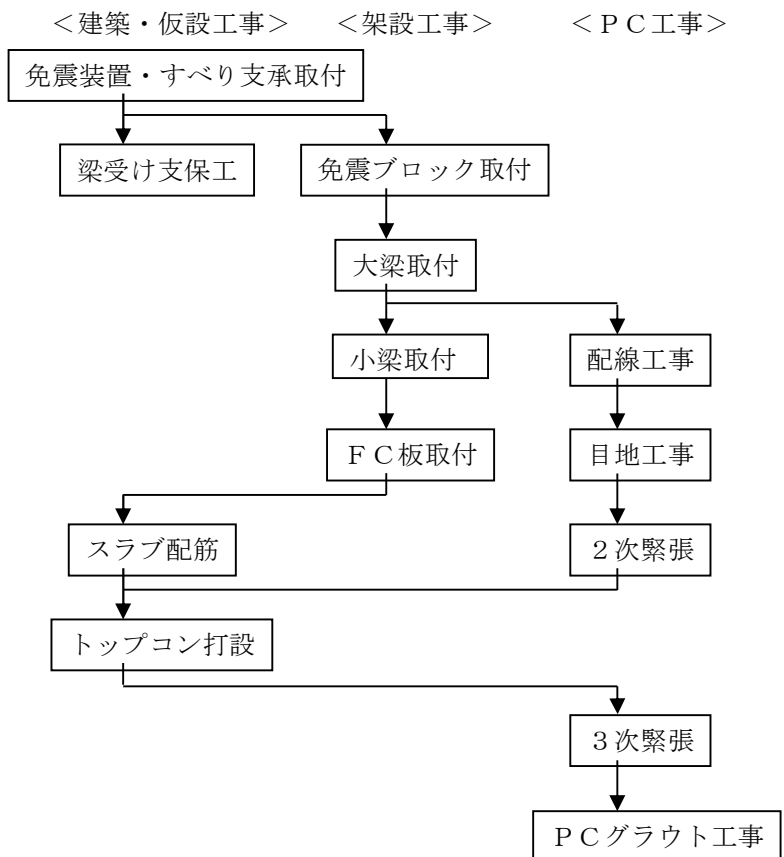 ＜建築・仮設工事＞　＜架設工事＞　＜ＰＣ工事＞
免震装置・すべり支承取付
梁受け支保工　免震ブロック取付
大梁取付
小梁取付　配線工事
ＦＣ板取付　目地工事
スラブ配筋　２次緊張
トップコン打設
３次緊張
ＰＣグラウト工事